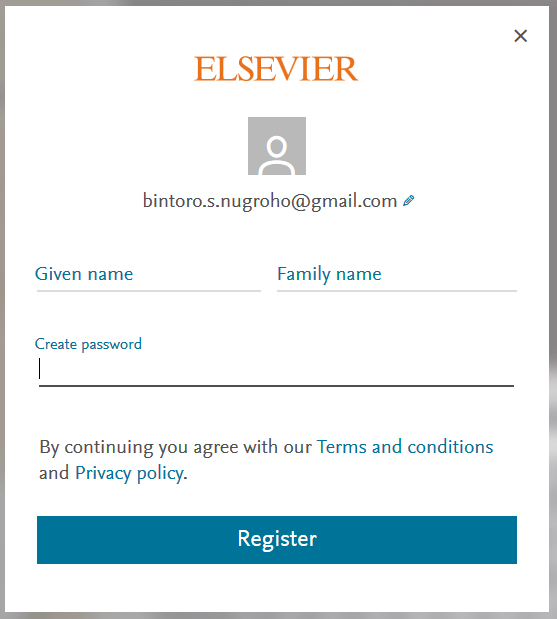 ELSEVIER
bintoro.s.nugroho@gmail.com
Given name Family name
Create password
By continuing you agree with our Terms and conditions
and Privacy policy.
Register